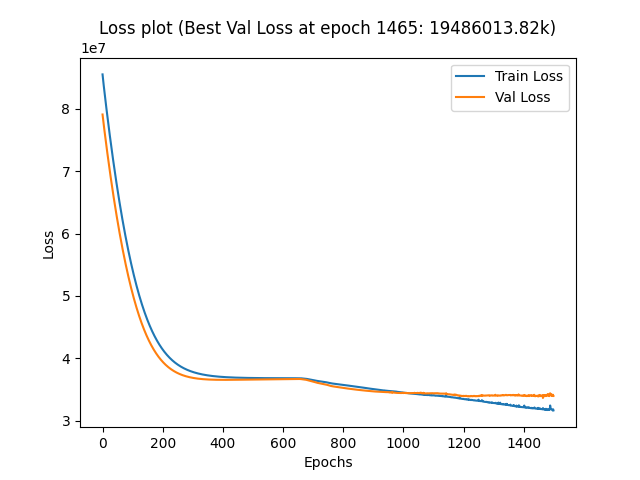 Loss plot (Best Val Loss at epoch 1465: 19486013.82k)
1e7
Train Loss
Val Loss
8
7
6
5
4
3
Loss
0 200 400 600 800 1000 1200 1400
Epochs